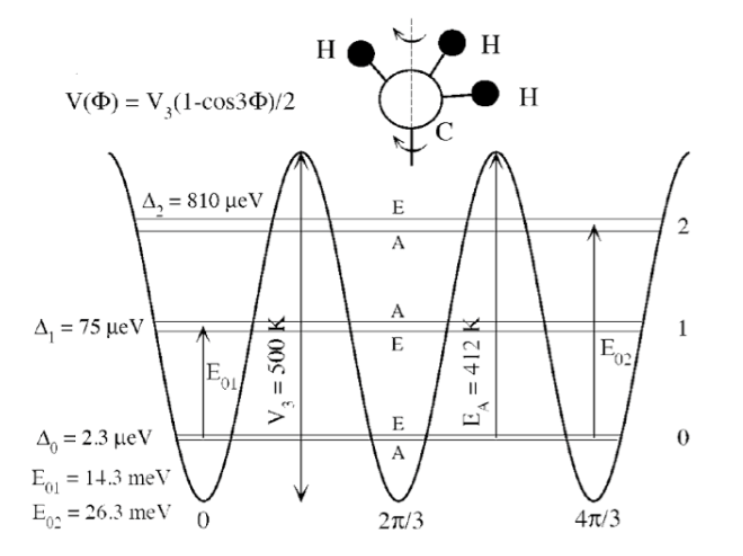 H
H
V(Φ) = V₃(1-cos3Φ)/2
H
C
Δ₂ = 810 µeV
E
A
2
Δ₁ = 75 µeV
A
E
1
E₀₁
V₃ = 500 K
E_A = 412 K
E₀₂
Δ₀ = 2.3 µeV
E
A
0
E₀₁ = 14.3 meV
E₀₂ = 26.3 meV
0
2π/3
4π/3